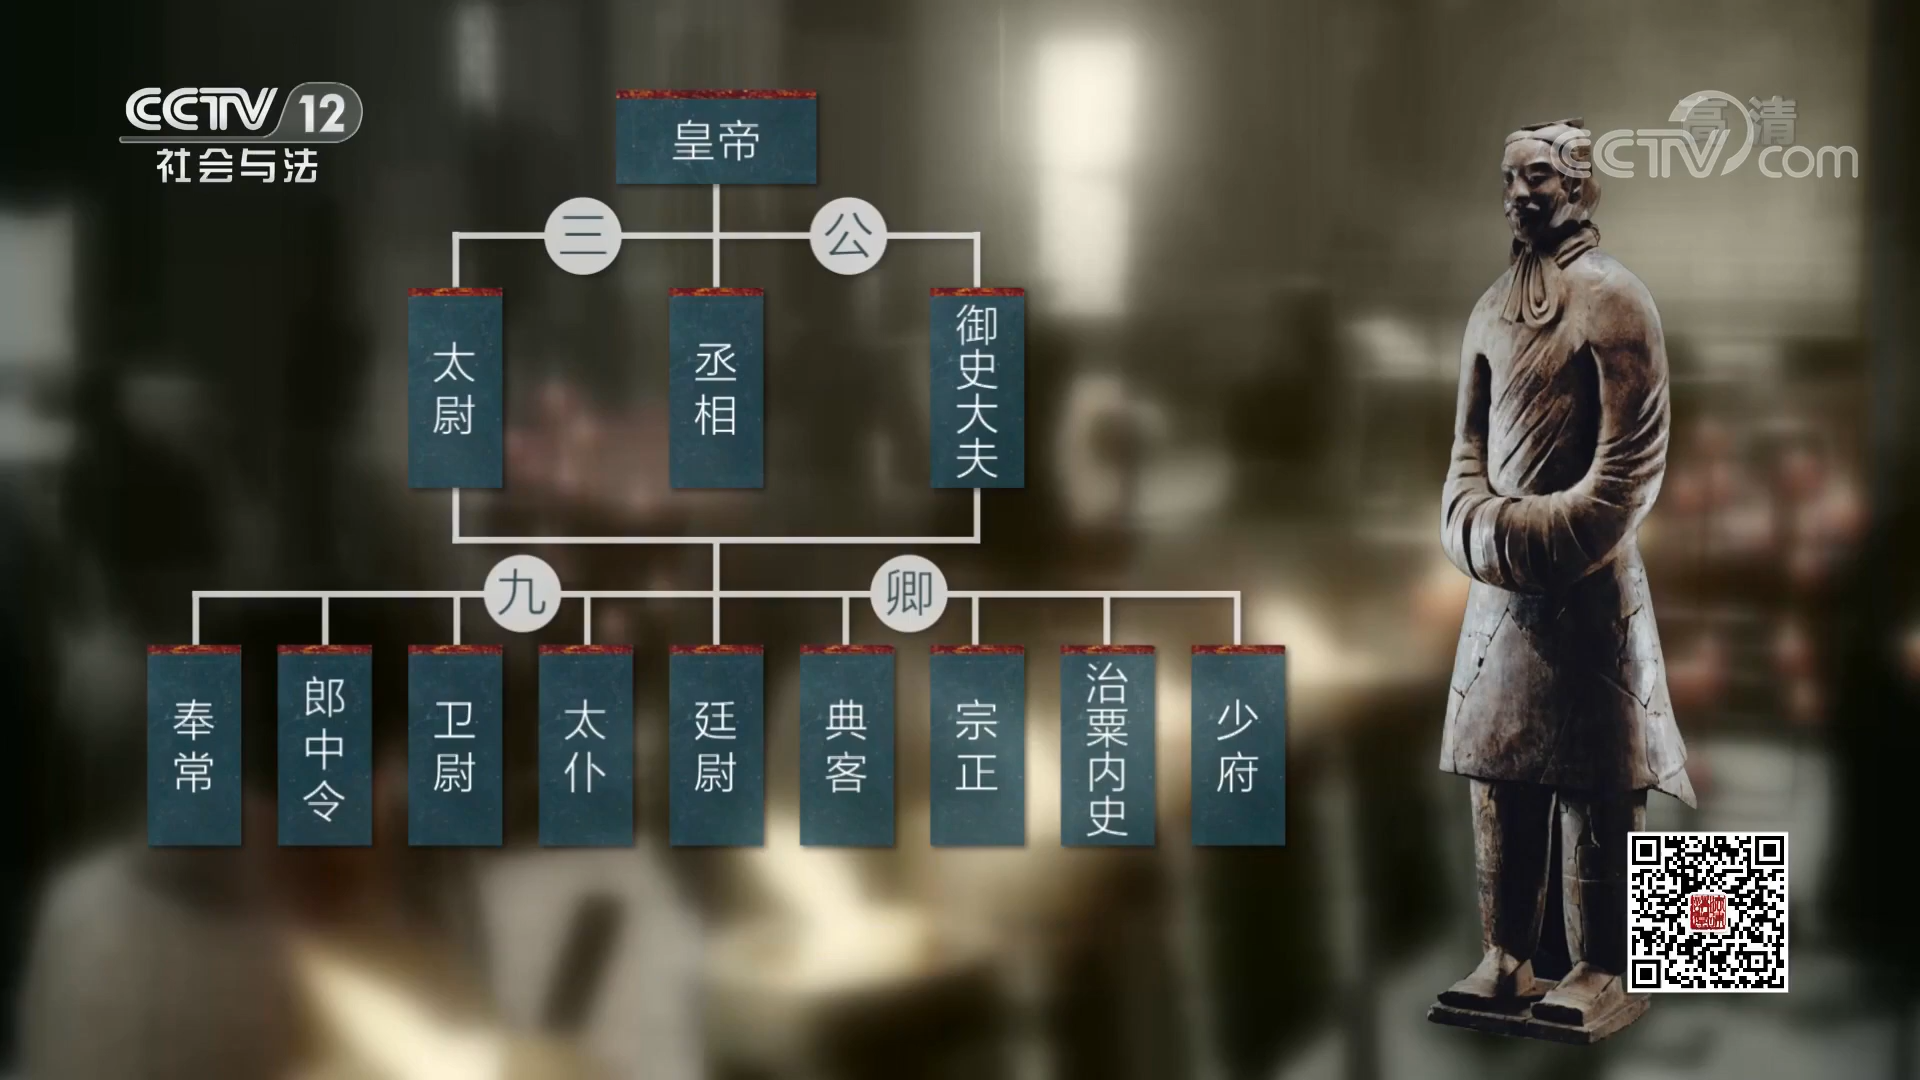 CCTV 12
社会与法
高清
CCTV.com
皇帝
三公
太尉
丞相
御史大夫
九卿
奉常
郎中令
卫尉
太仆
廷尉
典客
宗正
治粟内史
少府